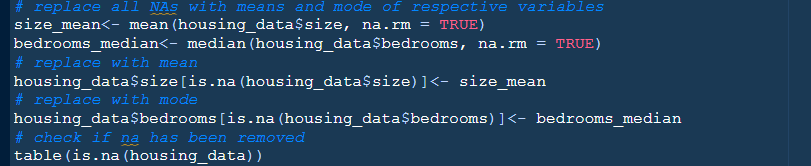 # replace all NAs with means and mode of respective variables
size_mean<- mean(housing_data$size, na.rm = TRUE)
bedrooms_median<- median(housing_data$bedrooms, na.rm = TRUE)
# replace with mean
housing_data$size[is.na(housing_data$size)]<- size_mean
# replace with mode
housing_data$bedrooms[is.na(housing_data$bedrooms)]<- bedrooms_median
# check if na has been removed
table(is.na(housing_data))